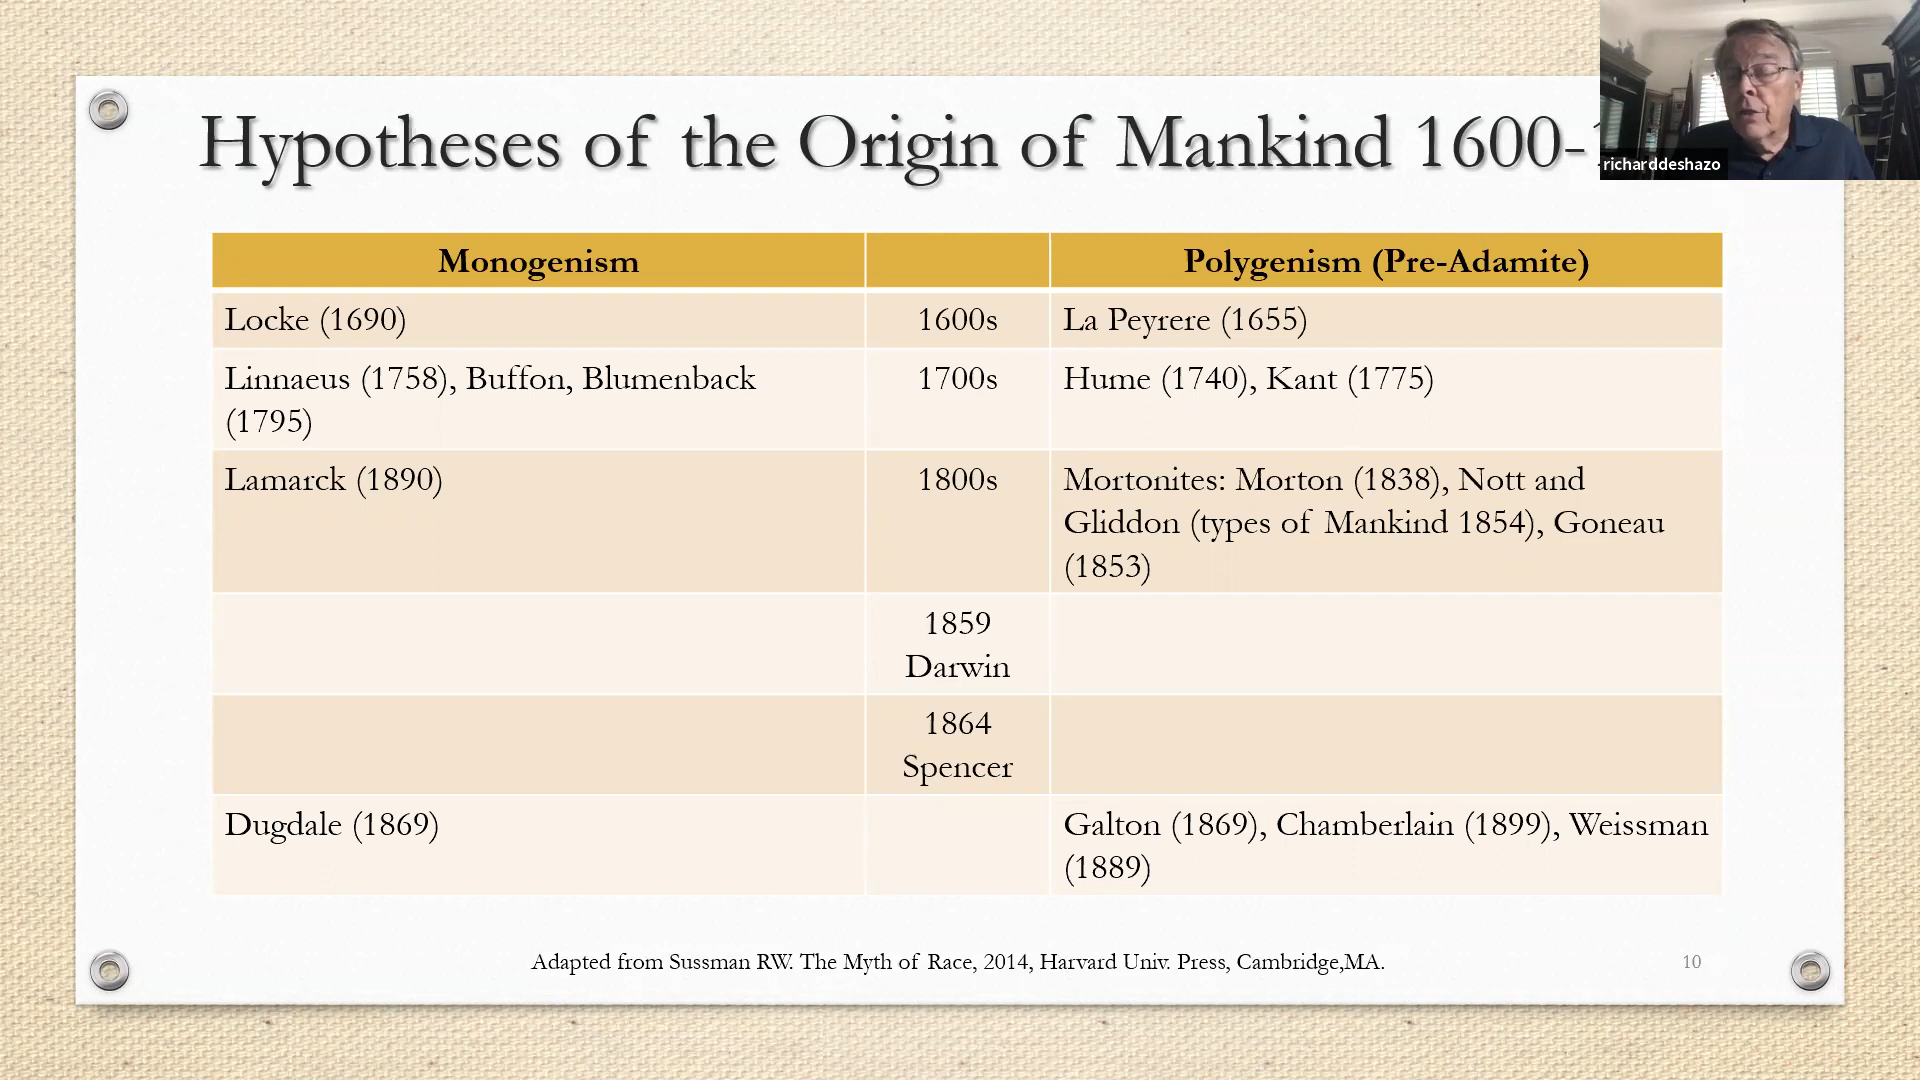 Hypotheses of the Origin of Mankind 1600-
richarddeshazo
Monogenism
Polygenism (Pre-Adamite)
Locke (1690)
1600s
La Peyrere (1655)
Linnaeus (1758), Buffon, Blumenback
(1795)
1700s
Hume (1740), Kant (1775)
Lamarck (1890)
1800s
Mortonites: Morton (1838), Nott and
Gliddon (types of Mankind 1854), Goneau
(1853)
1859
Darwin
1864
Spencer
Dugdale (1869)
Galton (1869), Chamberlain (1899), Weissman
(1889)
Adapted from Sussman RW. The Myth of Race, 2014, Harvard Univ. Press, Cambridge,MA.
10